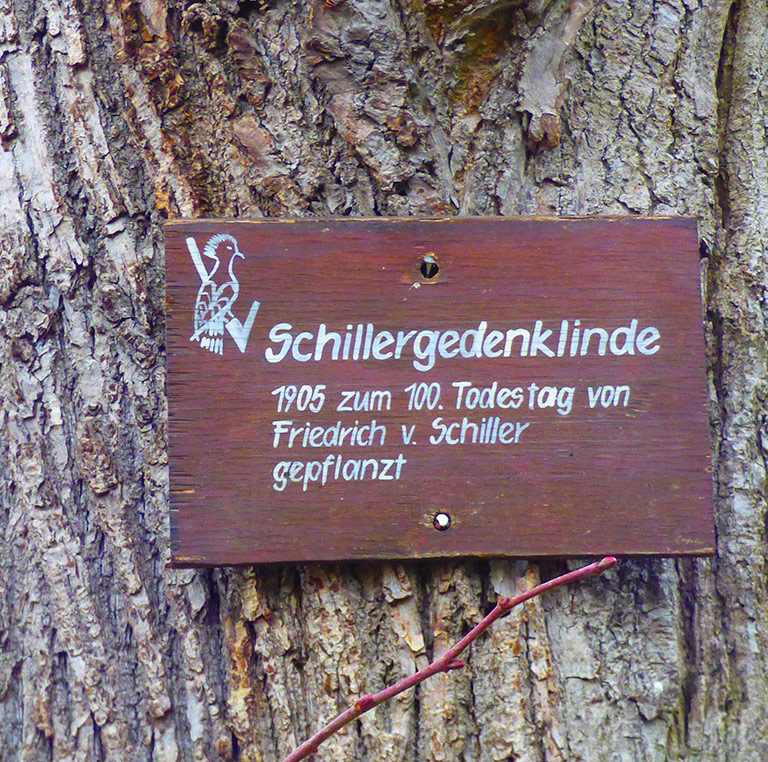 Schillergedenklinde
1905 zum 100. Todestag von
Friedrich v. Schiller
gepflanzt